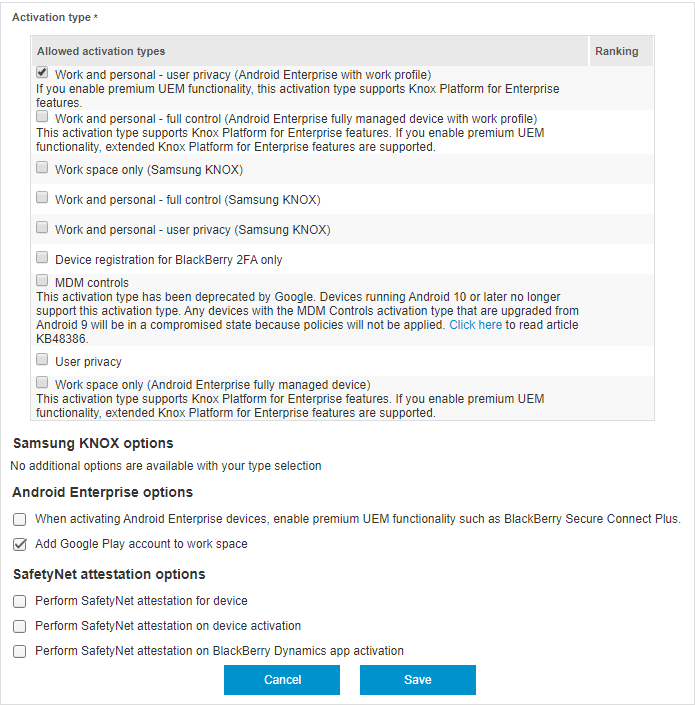 Activation type *
Allowed activation types Ranking
Work and personal - user privacy (Android Enterprise with work profile)
If you enable premium UEM functionality, this activation type supports Knox Platform for Enterprise
features.
Work and personal - full control (Android Enterprise fully managed device with work profile)
This activation type supports Knox Platform for Enterprise features. If you enable premium UEM
functionality, extended Knox Platform for Enterprise features are supported.
Work space only (Samsung KNOX)
Work and personal - full control (Samsung KNOX)
Work and personal - user privacy (Samsung KNOX)
Device registration for BlackBerry 2FA only
MDM controls
This activation type has been deprecated by Google. Devices running Android 10 or later no longer
support this activation type. Any devices with the MDM Controls activation type that are upgraded from
Android 9 will be in a compromised state because policies will not be applied. Click here to read article
KB48386.
User privacy
Work space only (Android Enterprise fully managed device)
This activation type supports Knox Platform for Enterprise features. If you enable premium UEM
functionality, extended Knox Platform for Enterprise features are supported.
Samsung KNOX options
No additional options are available with your type selection
Android Enterprise options
When activating Android Enterprise devices, enable premium UEM functionality such as BlackBerry Secure Connect Plus.
Add Google Play account to work space
SafetyNet attestation options
Perform SafetyNet attestation for device
Perform SafetyNet attestation on device activation
Perform SafetyNet attestation on BlackBerry Dynamics app activation
Cancel Save